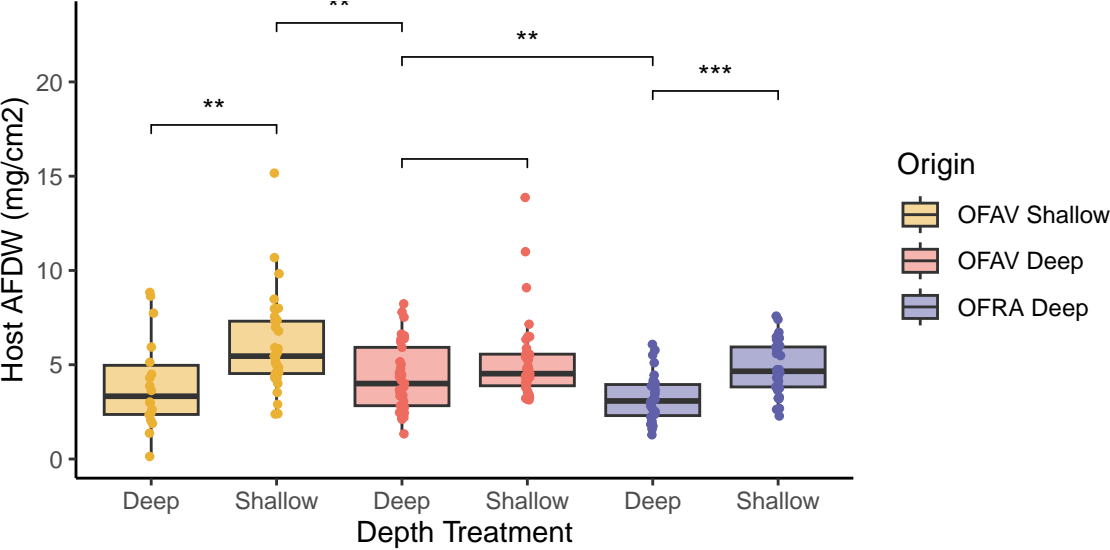 **
**
***
**
20
15
10
5
0
Host AFDW (mg/cm2)
Deep Shallow Deep Shallow Deep Shallow
Depth Treatment
Origin
OFAV Shallow
OFAV Deep
OFRA Deep